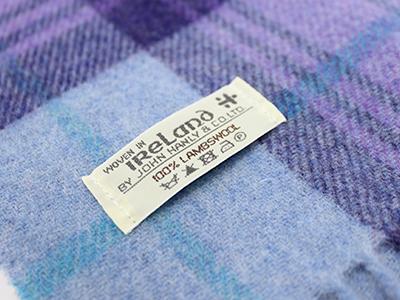 WOVEN IN
IRELAND
BY JOHN HANLY & CO LTD
100% LAMBSWOOL